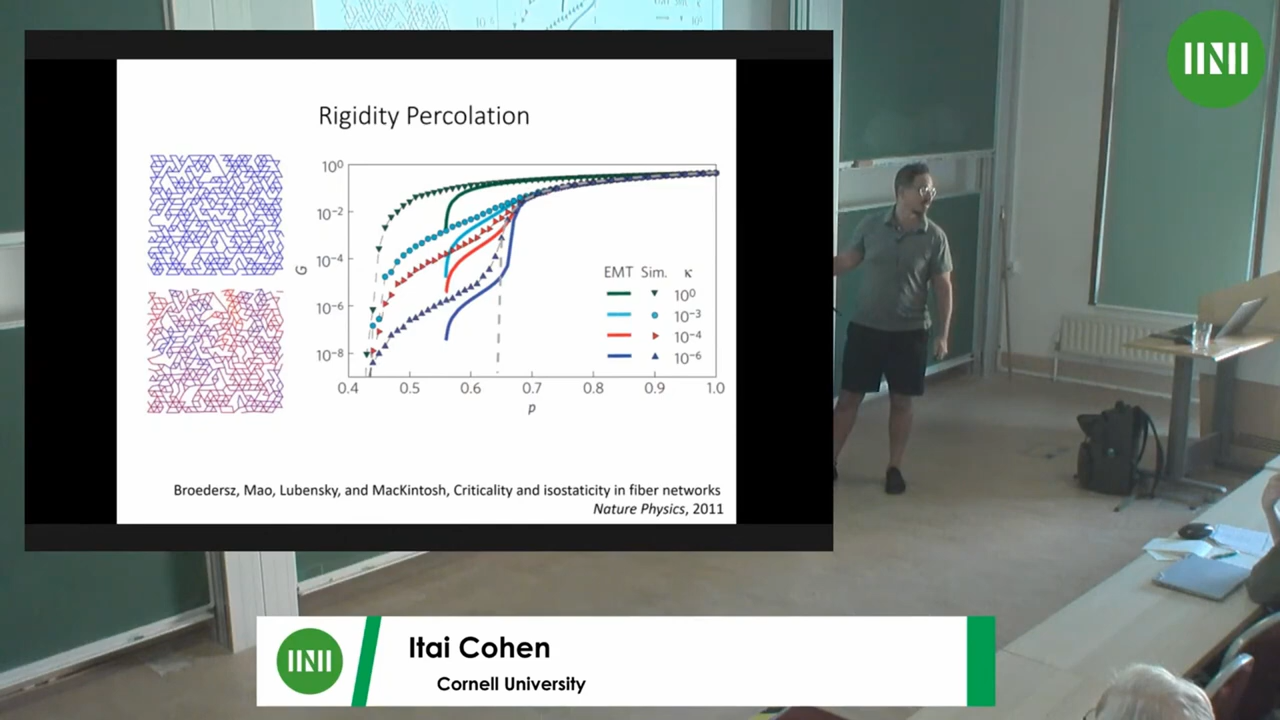 Rigidity Percolation
10⁰
10⁻²
10⁻⁴
10⁻⁶
10⁻⁸
G
0.4 0.5 0.6 0.7 0.8 0.9 1.0
p
EMT Sim. κ
10⁰
10⁻³
10⁻⁴
10⁻⁶
Broedersz, Mao, Lubensky, and MacKintosh, Criticality and isostaticity in fiber networks
Nature Physics, 2011
Itai Cohen
Cornell University